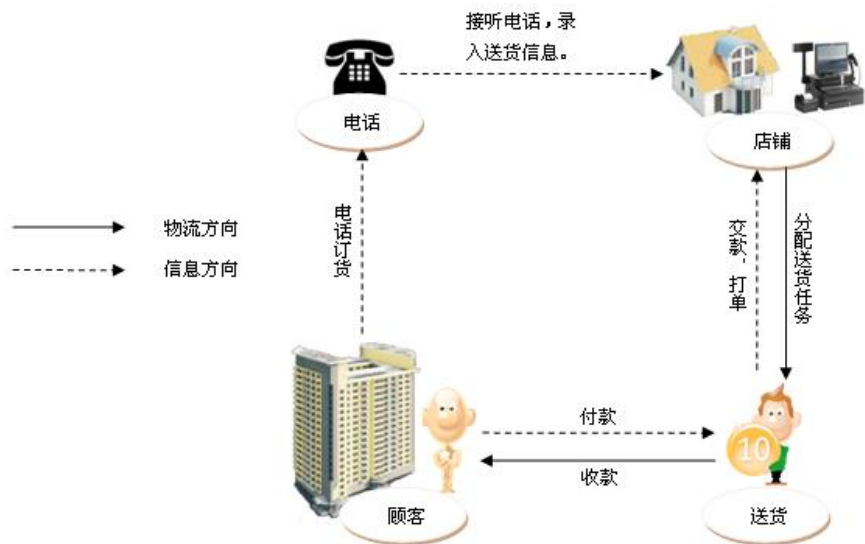 接听电话，录
入送货信息。
电话
店铺
物流方向
信息方向
电话订货
交款、打单
分配送货任务
付款
10
收款
顾客
送货